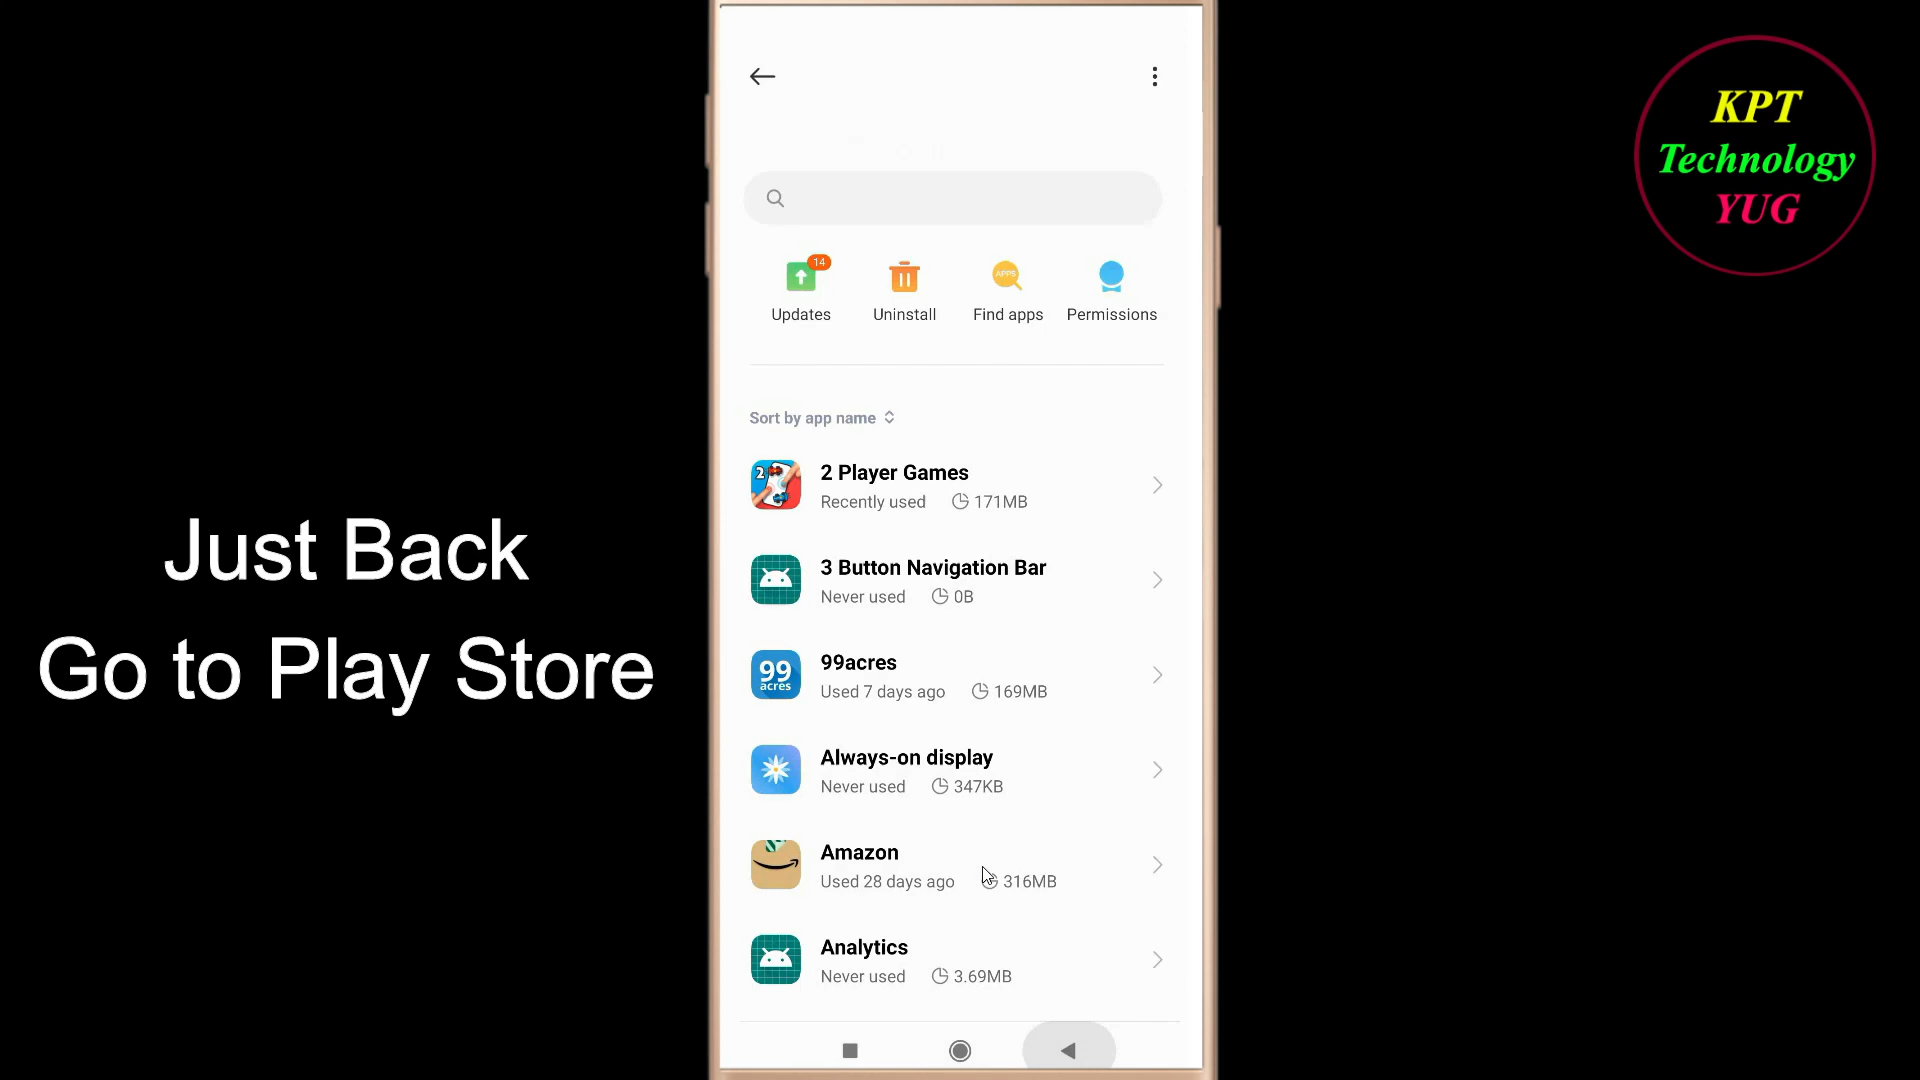 KPT
Technology
YUG
14
APPS
Updates
Uninstall
Find apps
Permissions
Sort by app name
2
2 Player Games
Recently used 171MB
3 Button Navigation Bar
Never used 0B
99
acres
99acres
Used 7 days ago 169MB
Always-on display
Never used 347KB
Amazon
Used 28 days ago 316MB
Analytics
Never used 3.69MB
Just Back
Go to Play Store